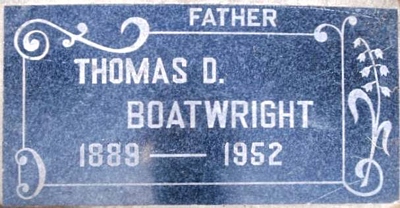 FATHER
THOMAS D.
BOATWRIGHT
1889 — 1952